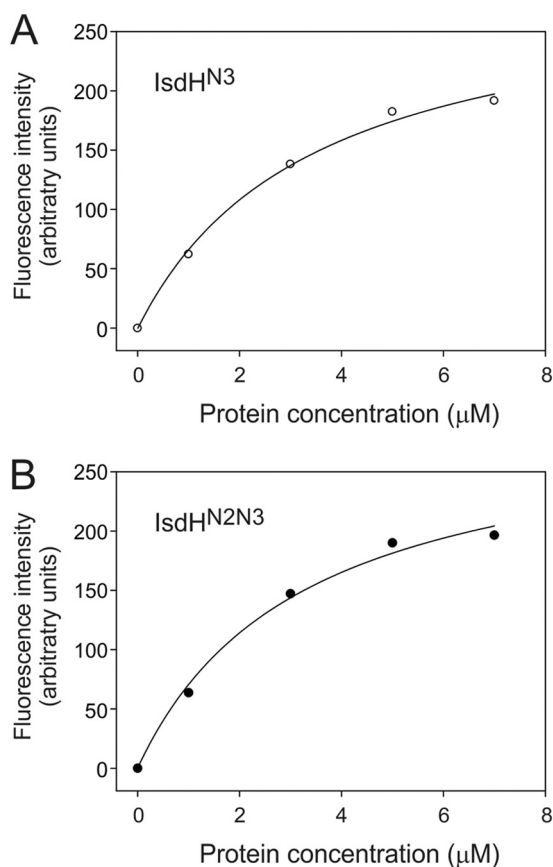 A
250
200
150
100
50
0
IsdHN3
Fluorescence intensity
(arbitratry units)
0 2 4 6 8
Protein concentration (μM)
B
250
200
150
100
50
0
IsdHN2N3
Fluorescence intensity
(arbitratry units)
0 2 4 6 8
Protein concentration (μM)